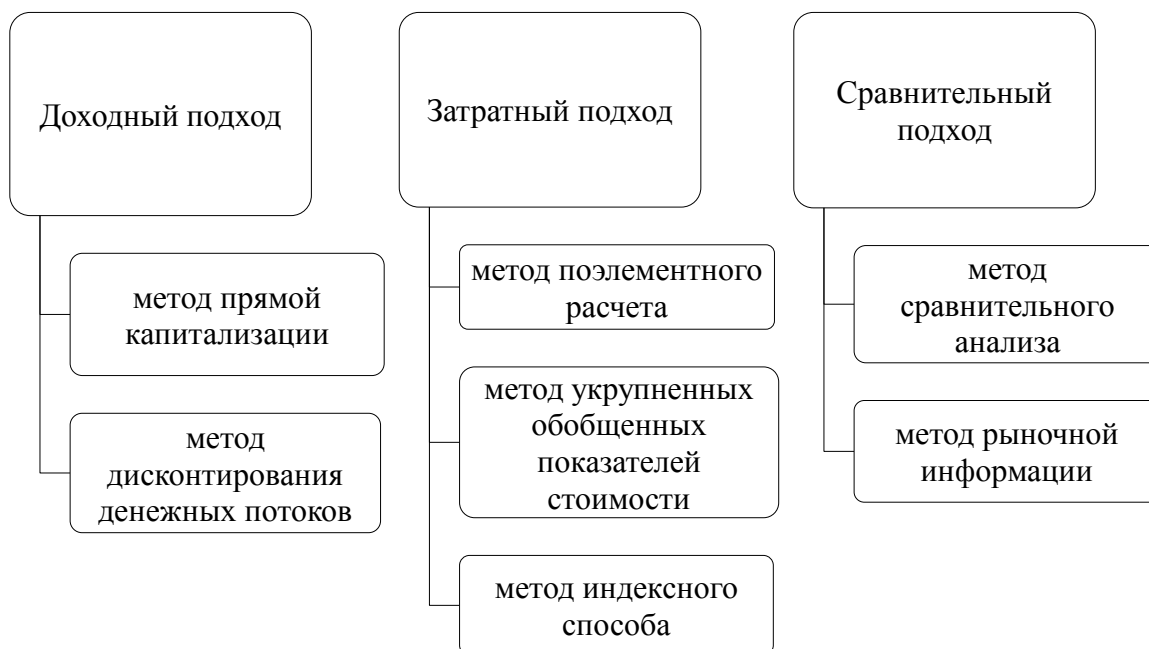 Доходный подход
метод прямой
капитализации
метод
дисконтирования
денежных потоков
Затратный подход
метод поэлементного
расчета
метод укрупненных
обобщенных
показателей
стоимости
метод индексного
способа
Сравнительный
подход
метод
сравнительного
анализа
метод рыночной
информации